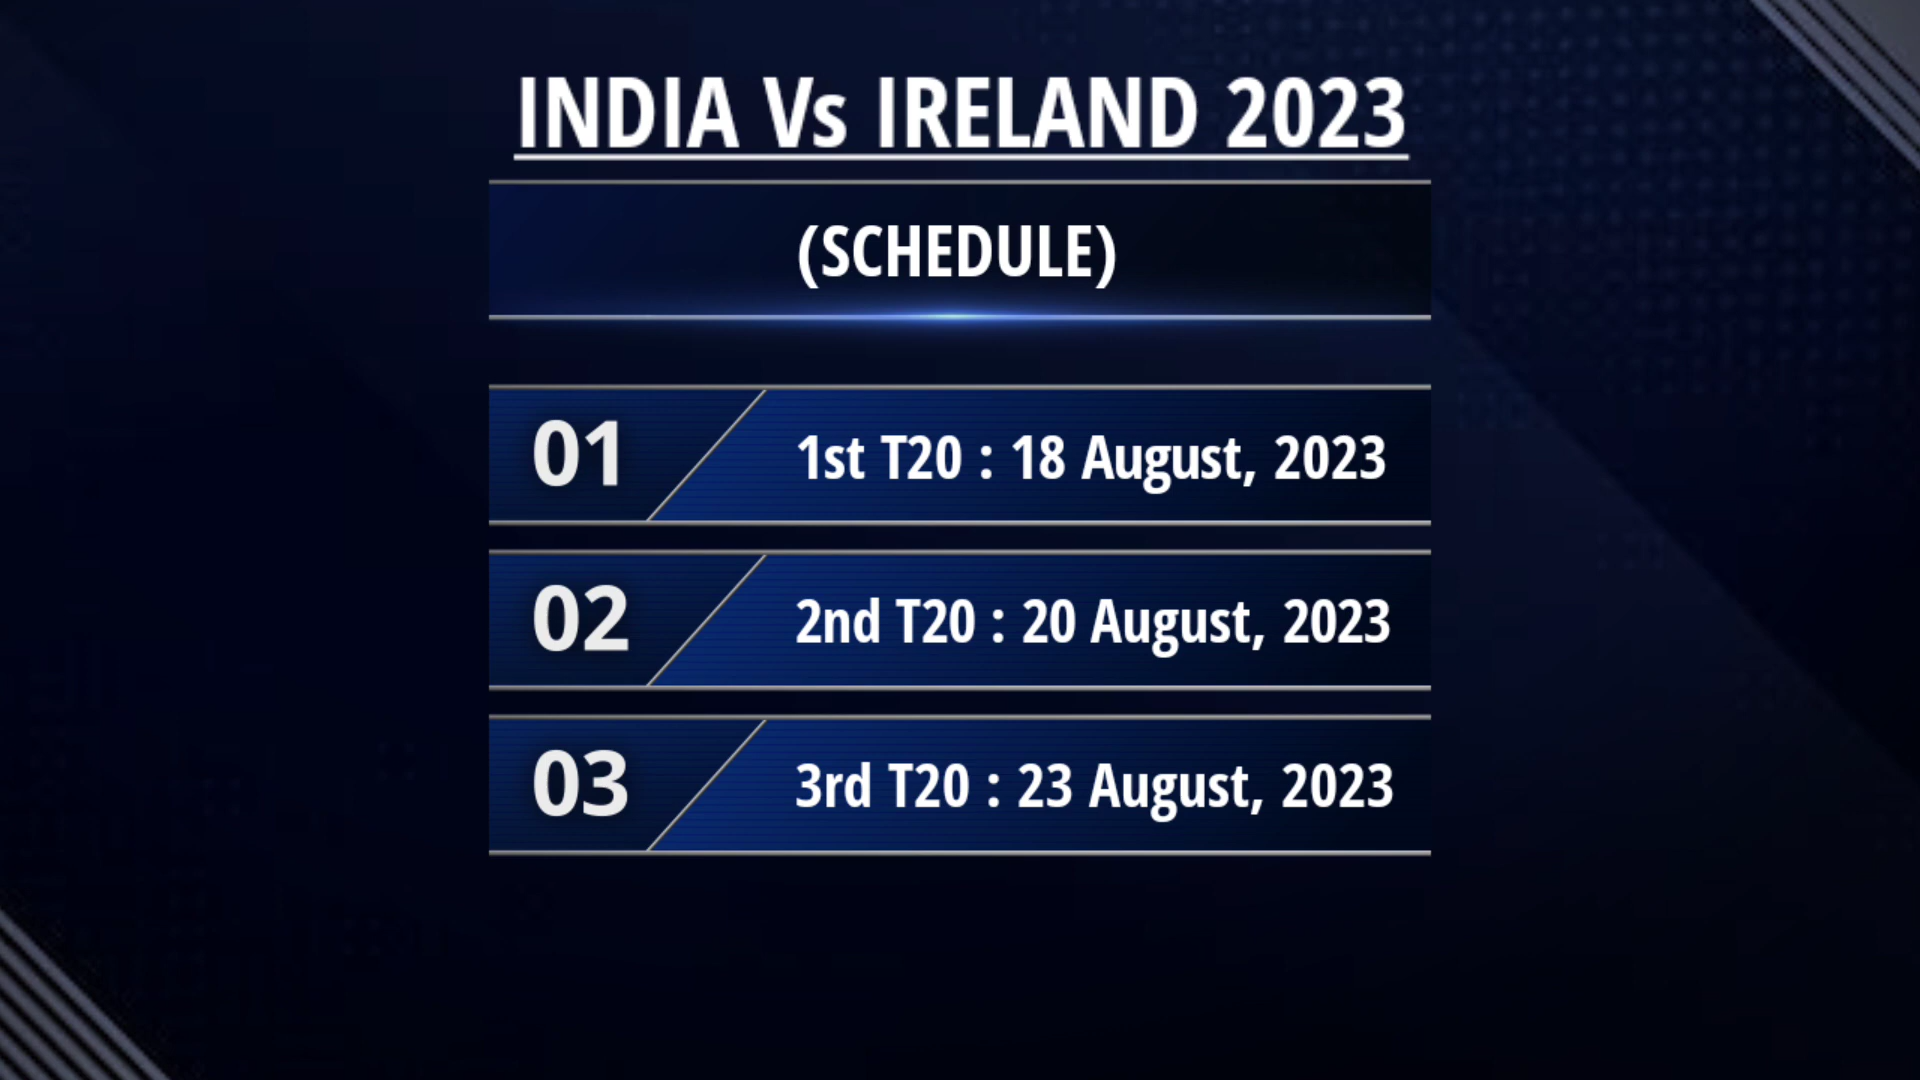 INDIA Vs IRELAND 2023
(SCHEDULE)
01 1st T20 : 18 August, 2023
02 2nd T20 : 20 August, 2023
03 3rd T20 : 23 August, 2023